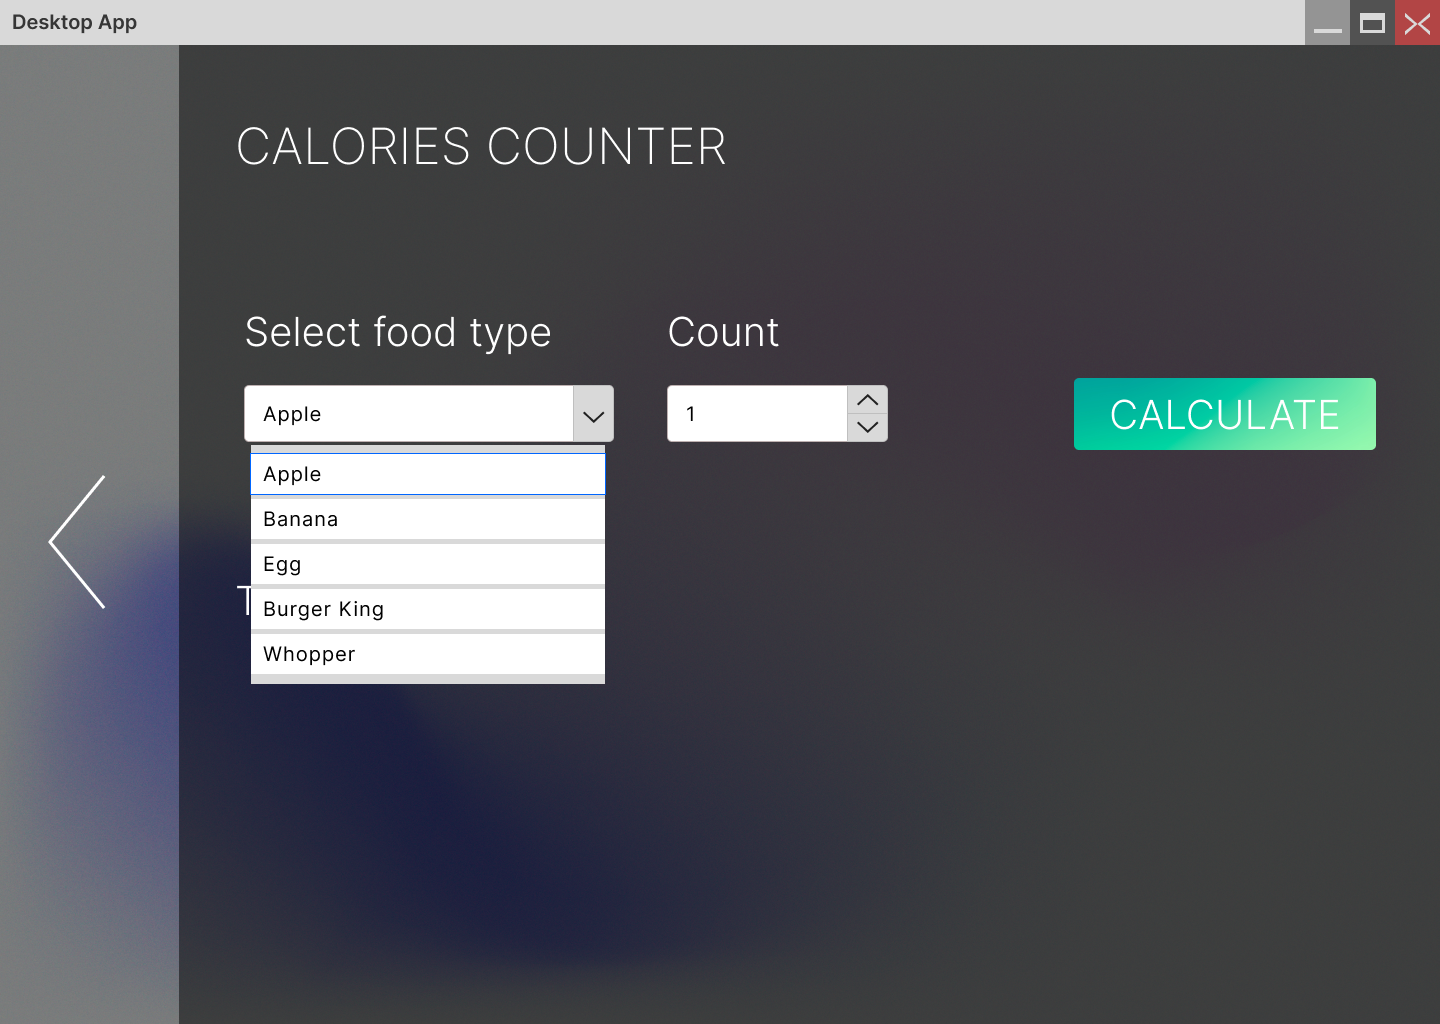 Desktop App
CALORIES COUNTER
Select food type
Count
Apple
1
CALCULATE
Apple
Banana
Egg
Burger King
Whopper